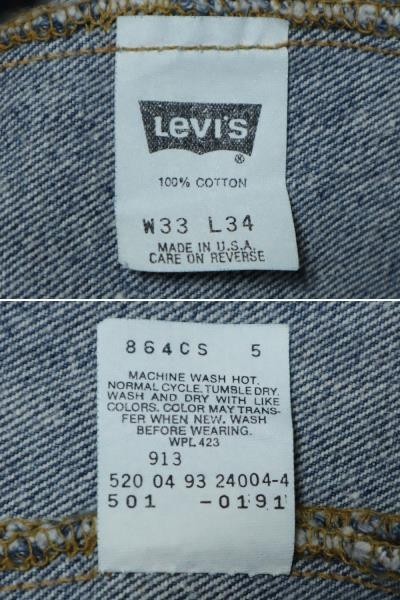 LEVI'S
®
100% COTTON
W33 L34
MADE IN U.S.A.
CARE ON REVERSE
864CS 5
MACHINE WASH HOT.
NORMAL CYCLE. TUMBLE DRY.
WASH AND DRY WITH LIKE
COLORS. COLOR MAY TRANS-
FER WHEN NEW. WASH
BEFORE WEARING.
WPL 423
913
520 04 93 24004-4
501 -0191